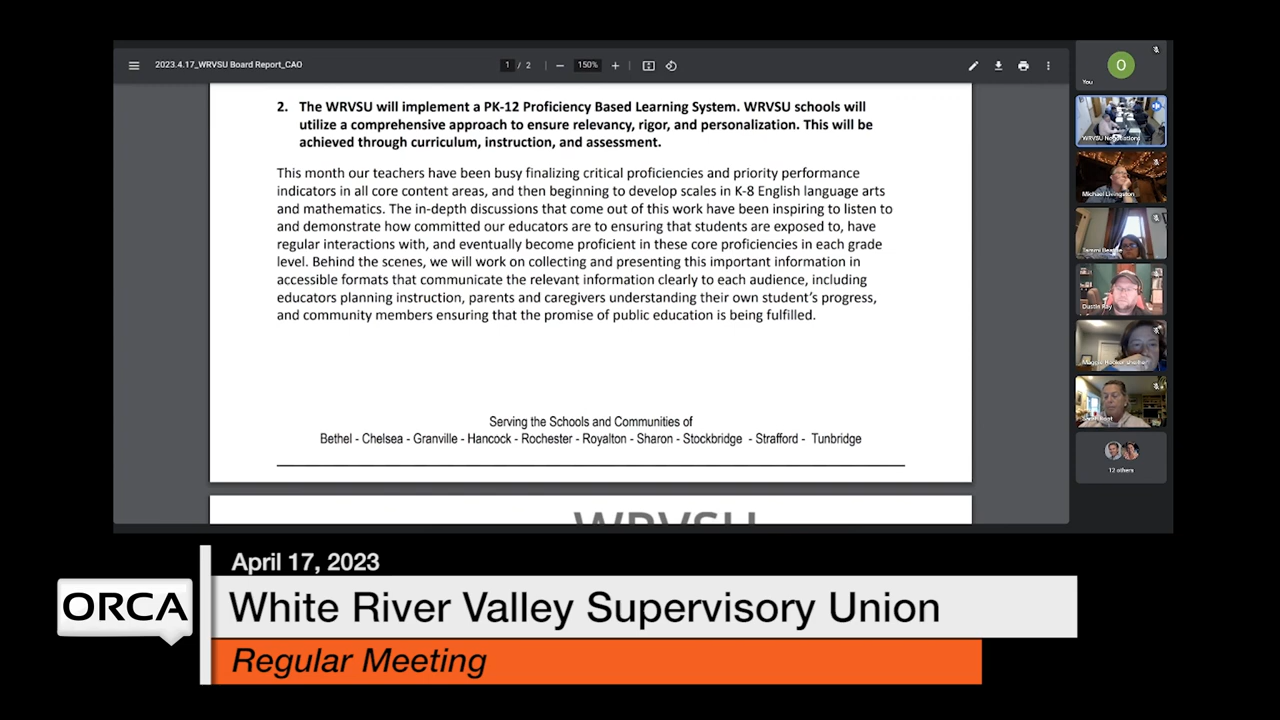 2023.4.17_WRVSU Board Report_CAO
1 / 2
150%
2. The WRVSU will implement a PK-12 Proficiency Based Learning System. WRVSU schools will
utilize a comprehensive approach to ensure relevancy, rigor, and personalization. This will be
achieved through curriculum, instruction, and assessment.
This month our teachers have been busy finalizing critical proficiencies and priority performance
indicators in all core content areas, and then beginning to develop scales in K-8 English language arts
and mathematics. The in-depth discussions that come out of this work have been inspiring to listen to
and demonstrate how committed our educators are to ensuring that students are exposed to, have
regular interactions with, and eventually become proficient in these core proficiencies in each grade
level. Behind the scenes, we will work on collecting and presenting this important information in
accessible formats that communicate the relevant information clearly to each audience, including
educators planning instruction, parents and caregivers understanding their own student's progress,
and community members ensuring that the promise of public education is being fulfilled.
Serving the Schools and Communities of
Bethel - Chelsea - Granville - Hancock - Rochester - Royalton - Sharon - Stockbridge - Strafford - Tunbridge
WRVSU
O
You
WRVSU Negotiations
Michael Livingston
Tammi
Dustin Ray
12 others
April 17, 2023
ORCA
White River Valley Supervisory Union
Regular Meeting